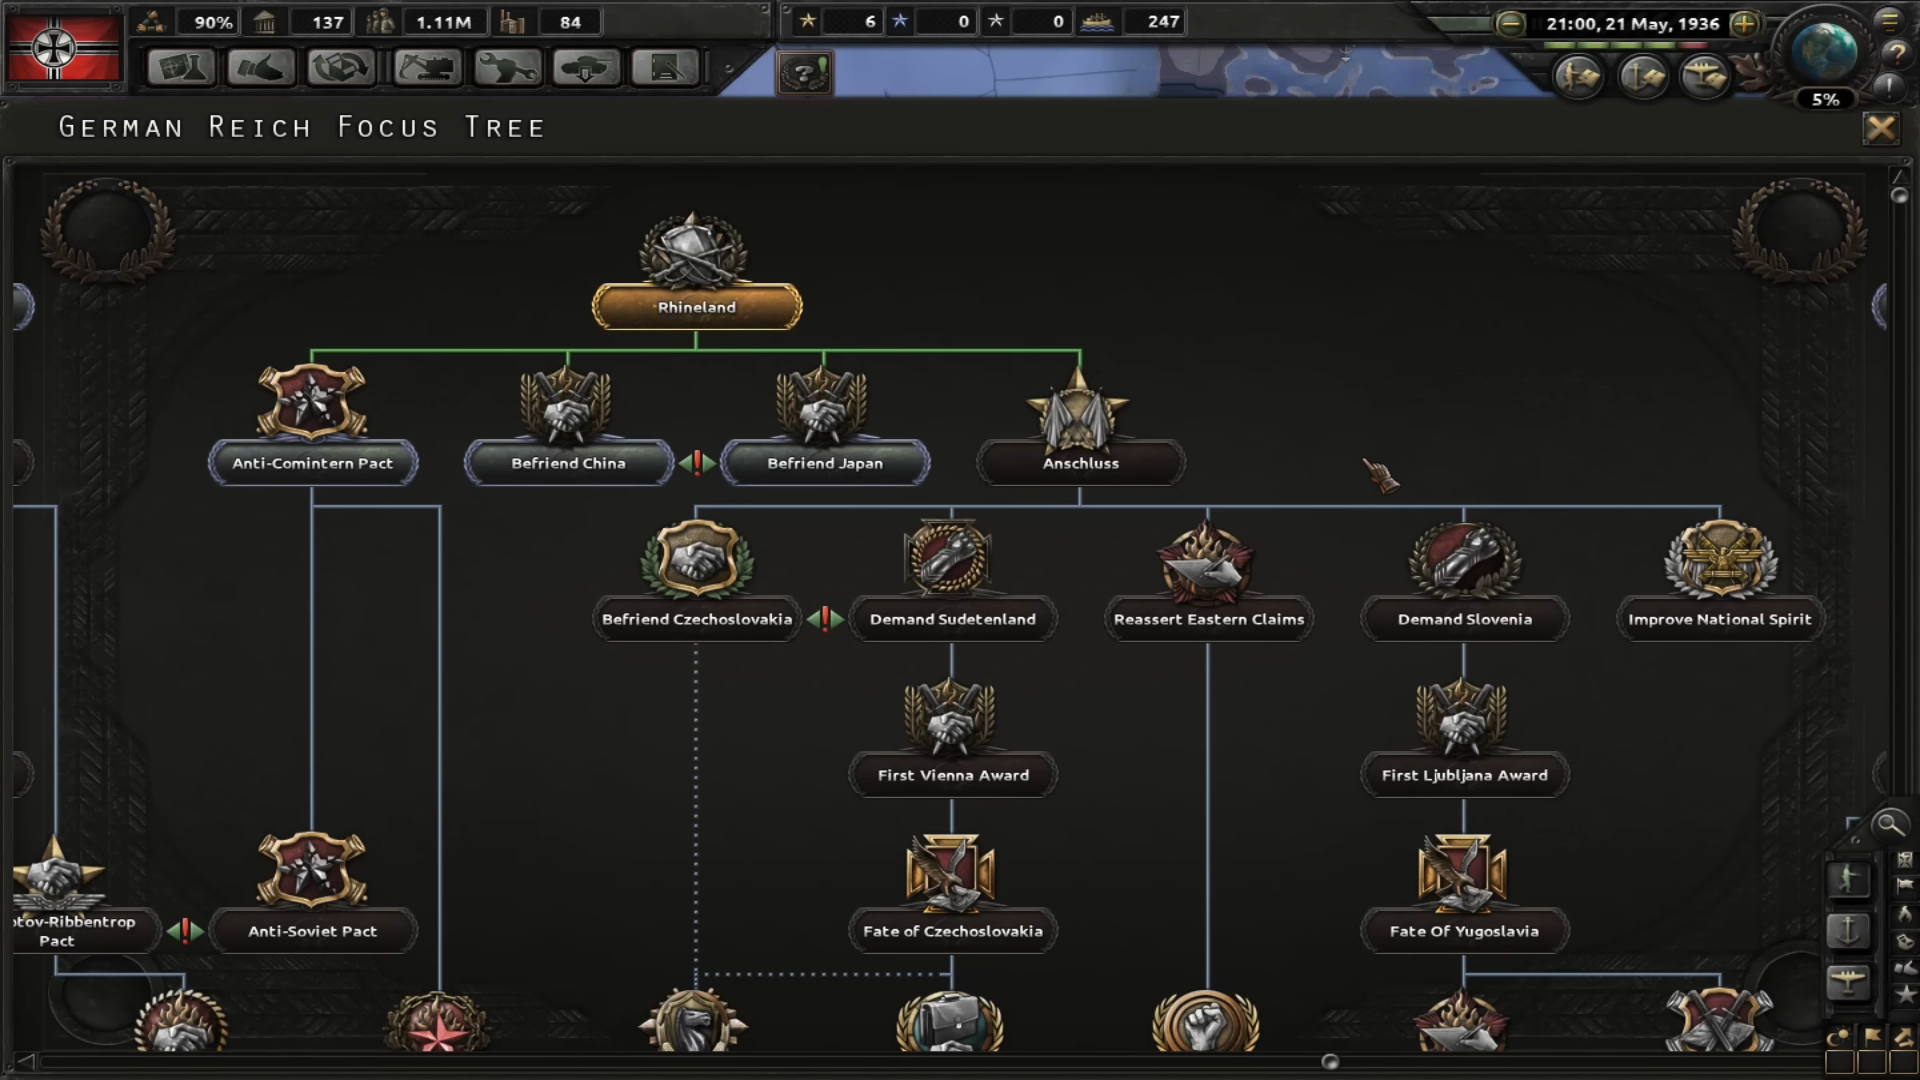 90%
137
1.11M
84
6
0
0
247
21:00, 21 May, 1936
?
!
5%
German Reich Focus Tree
Rhineland
Anti-Comintern Pact
Befriend China
Befriend Japan
Anschluss
Befriend Czechoslovakia
Demand Sudetenland
Reassert Eastern Claims
Demand Slovenia
Improve National Spirit
First Vienna Award
First Ljubljana Award
otov-Ribbentrop
Pact
Anti-Soviet Pact
Fate of Czechoslovakia
Fate Of Yugoslavia